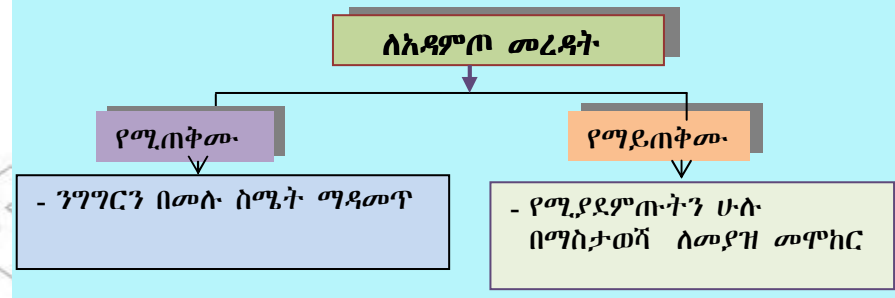 ለአዳምጦ መረዳት
የሚጠቅሙ
የማይጠቅሙ
- ንግግርን በሙሉ ስሜት ማዳመጥ
- የሚያደምጡትን ሁሉ
በማስታወሻ ለመያዝ መሞከር